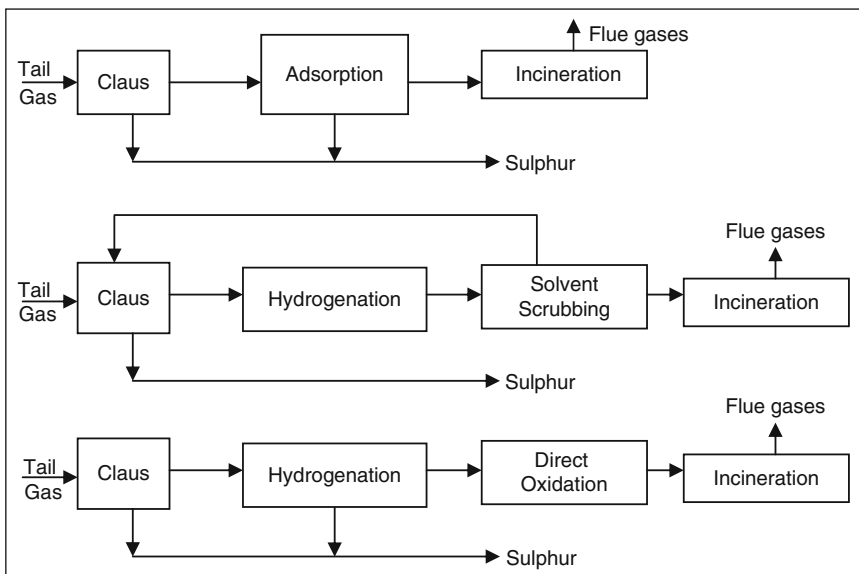 Flue gases
Tail
Gas
Claus
Adsorption
Incineration
Sulphur
Flue gases
Tail
Gas
Claus
Hydrogenation
Solvent
Scrubbing
Incineration
Sulphur
Flue gases
Tail
Gas
Claus
Hydrogenation
Direct
Oxidation
Incineration
Sulphur